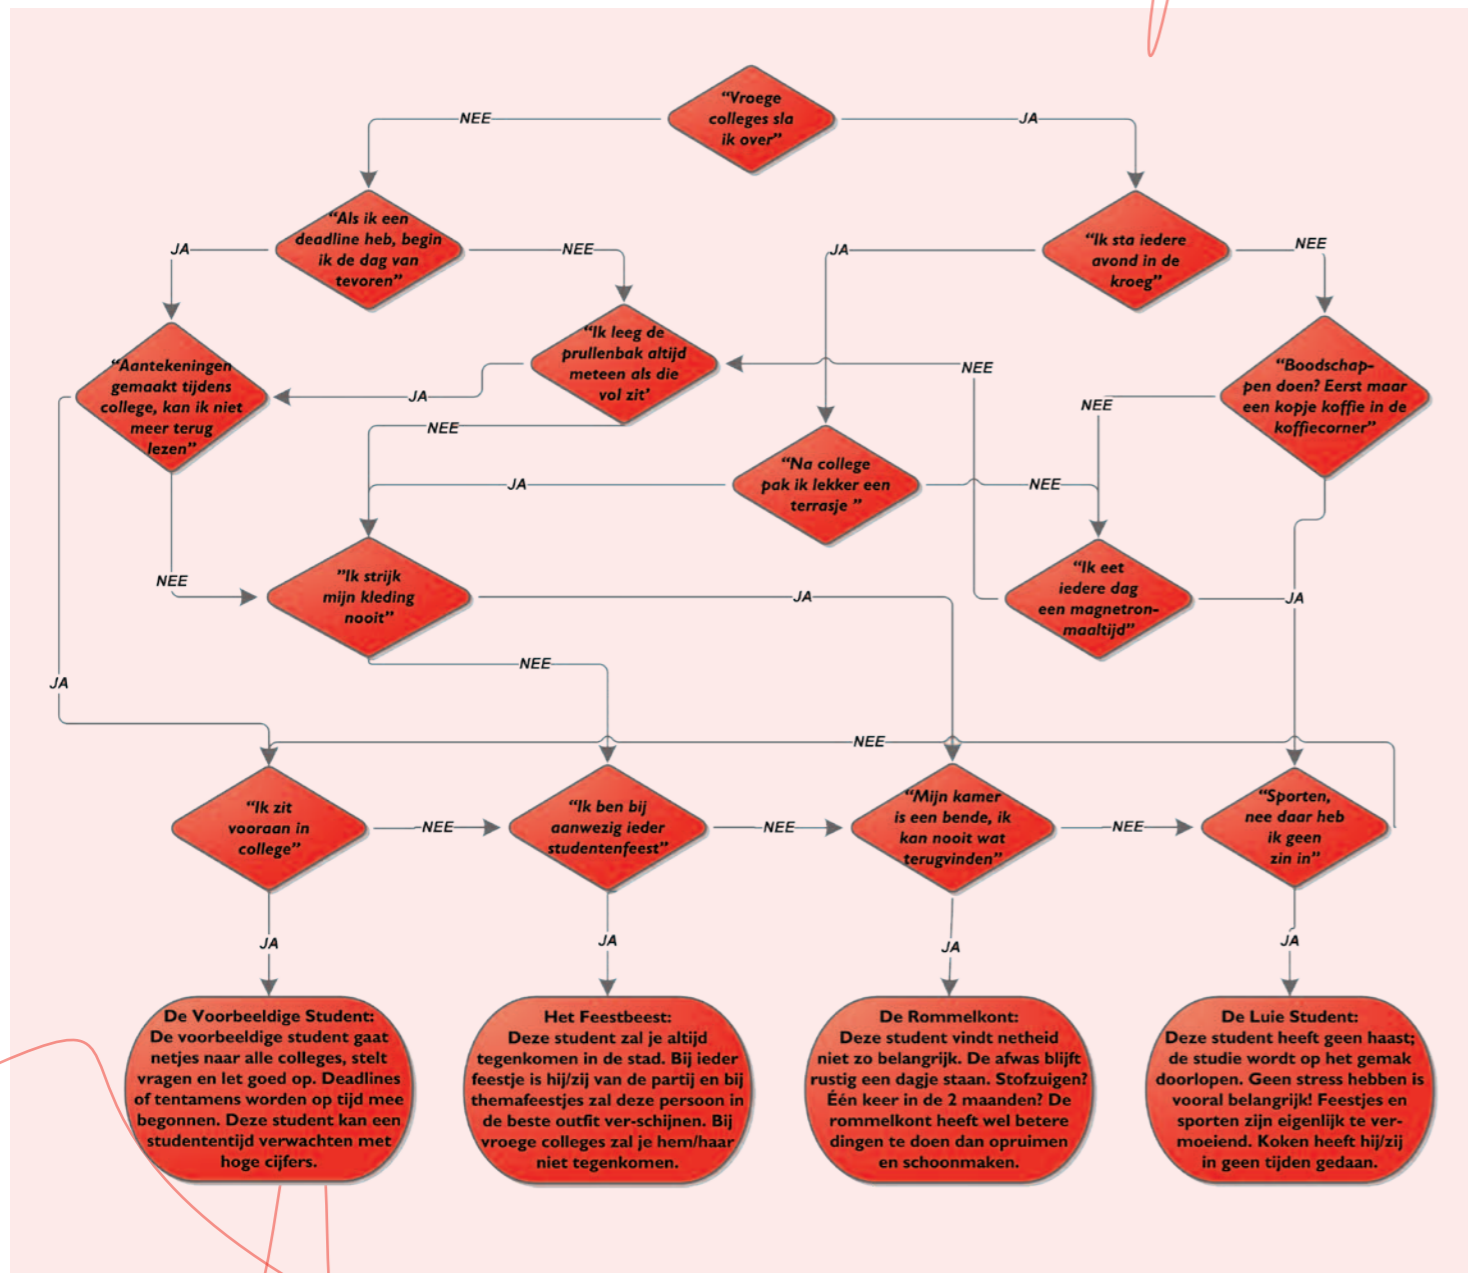 “Vroege
colleges sla
ik over”
NEE
JA
“Als ik een
deadline heb, begin
ik de dag van
tevoren”
JA
NEE
“Ik sta iedere
avond in de
kroeg”
JA
NEE
“Ik leeg de
prullenbak altijd
meteen als die
vol zit’
JA
NEE
“Aantekeningen
gemaakt tijdens
college, kan ik niet
meer terug
lezen”
NEE
JA
“Boodschap-
pen doen? Eerst maar
een kopje koffie in de
koffiecorner”
NEE
“Na college
pak ik lekker een
terrasje ”
JA
NEE
”Ik strijk
mijn kleding
nooit”
JA
NEE
“Ik eet
iedere dag
een magnetron-
maaltijd”
NEE
JA
NEE
“Ik zit
vooraan in
college”
NEE
“Ik ben bij
aanwezig ieder
studentenfeest”
NEE
“Mijn kamer
is een bende, ik
kan nooit wat
terugvinden”
NEE
“Sporten,
nee daar heb
ik geen
zin in”
JA
JA
JA
JA
De Voorbeeldige Student:
De voorbeeldige student gaat
netjes naar alle colleges, stelt
vragen en let goed op. Deadlines
of tentamens worden op tijd mee
begonnen. Deze student kan een
studententijd verwachten met
hoge cijfers.
Het Feestbeest:
Deze student zal je altijd
tegenkomen in de stad. Bij ieder
feestje is hij/zij van de partij en bij
themafeestjes zal deze persoon in
de beste outfit ver-schijnen. Bij
vroege colleges zal je hem/haar
niet tegenkomen.
De Rommelkont:
Deze student vindt netheid
niet zo belangrijk. De afwas blijft
rustig een dagje staan. Stofzuigen?
Één keer in de 2 maanden? De
rommelkont heeft wel betere
dingen te doen dan opruimen
en schoonmaken.
De Luie Student:
Deze student heeft geen haast;
de studie wordt op het gemak
doorlopen. Geen stress hebben is
vooral belangrijk! Feestjes en
sporten zijn eigenlijk te ver-
moeiend. Koken heeft hij/zij
in geen tijden gedaan.